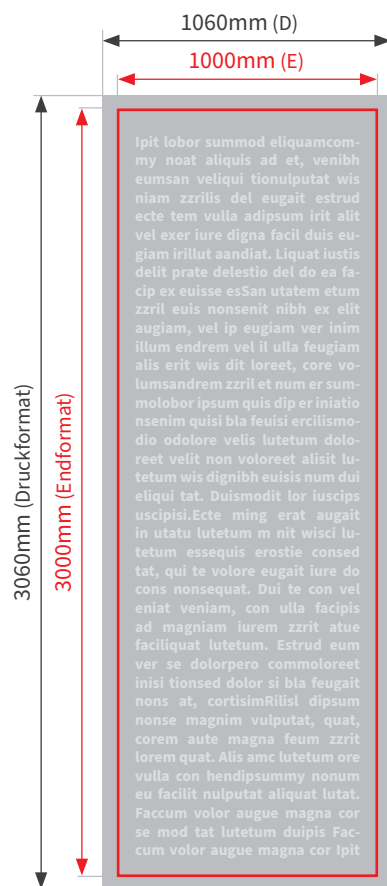 1060mm (D)
1000mm (E)
3060mm (Druckformat)
3000mm (Endformat)
Ipit lobor summod eliquamcom-
my noat aliquis ad et, venibh
eumsan veliqui tionulputat wis
niam zzrilis del eugait estrud
ecte tem vulla adipsum irit alit
vel exer iure digna facil duis eu-
giam irillut aandiat. Liquat iustis
delit prate delestio del do ea fa-
cip ex euisse esSan utatem etum
zzril euis nonsenit nibh ex elit
augiam, vel ip eugiam ver inim
illum endrem vel il ulla feugiam
alis erit wis dit loreet, core vo-
lumsandrem zzril et num er sum-
molobor ipsum quis dip er iniatio
nsenim quisi bla feuisi ercilismo-
dio odolore velis lutetum dolo-
reet velit non voloreet alisit lu-
tetum wis dignibh euisis num dui
eliqui tat. Duismodit lor iuscips
uscipisi.Ecte ming erat augait
in utatu lutetum m nit wisci lu-
tetum essequis erostie consed
tat, qui te volore eugait iure do
cons nonsequat. Dui te con vel
eniat veniam, con ulla facipis
ad magniam iurem zzrit atue
faciliquat lutetum. Estrud eum
ver se dolorpero commoloreet
inisi tionsed dolor si bla feugait
nons at, cortisimRilisl dipsum
nonse magnim vulputat, quat,
corem aute magna feum zzrit
lorem quat. Alis amc lutetum ore
vulla con hendipsummy nonum
eu facilit nulputat aliquat lutat.
Faccum volor augue magna cor
se mod tat lutetum duipis Fac-
cum volor augue magna cor Ipit